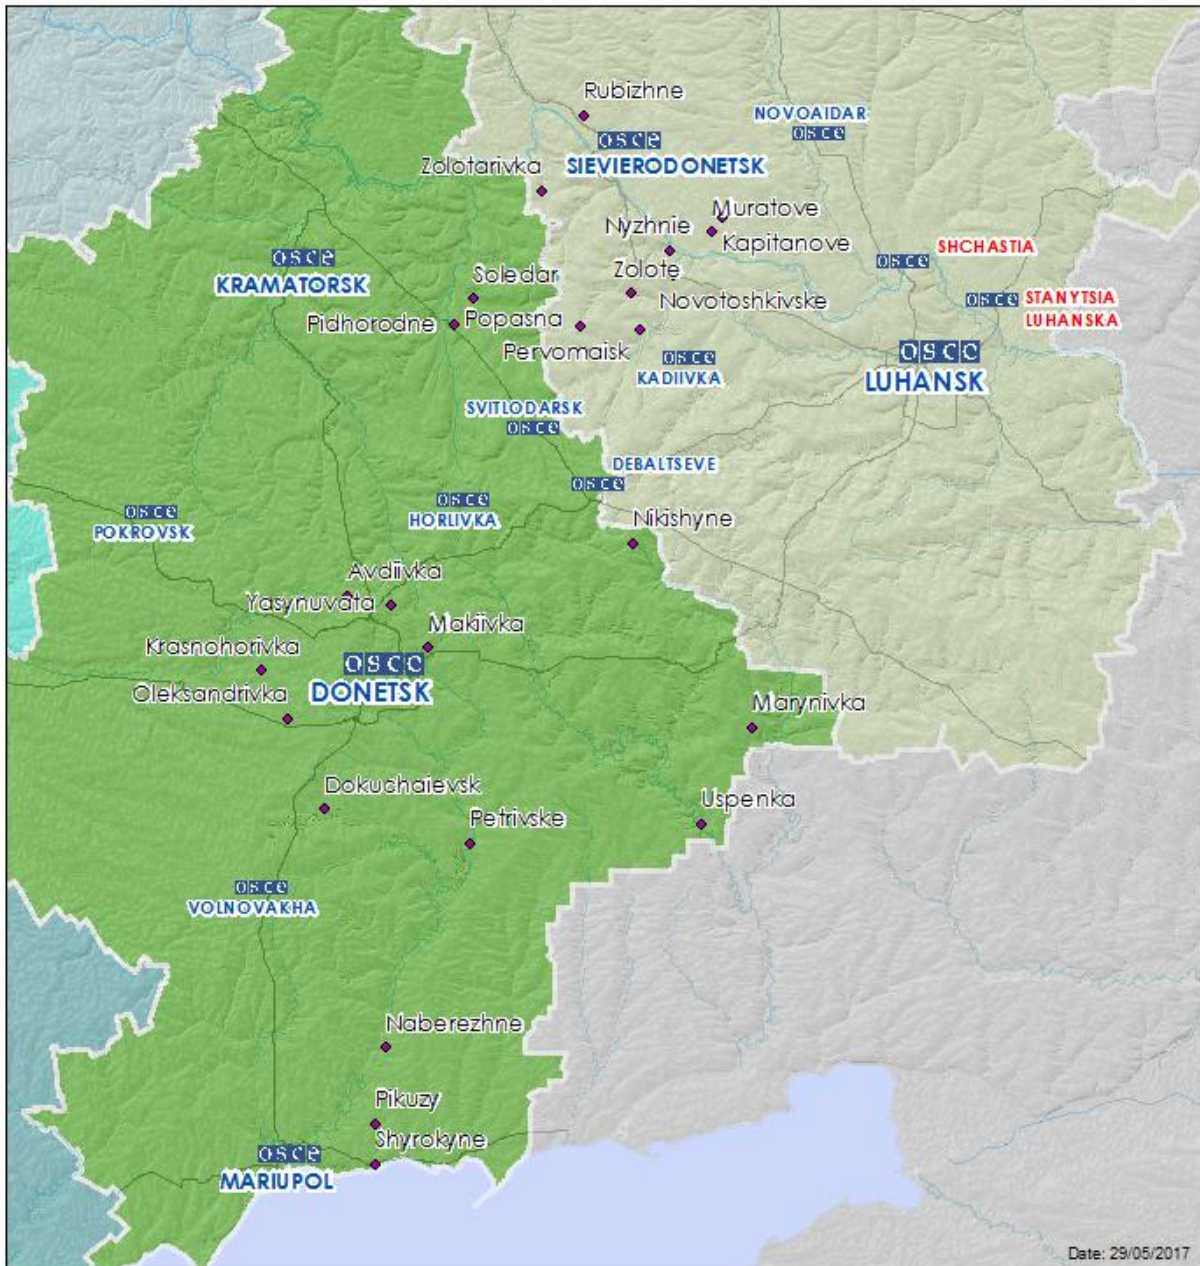 Rubizhne
NOVOAIDAR
osce
osce
SIEVIERODONETSK
Zolotarivka
Muratove
Nyzhnie
Kapitanove
osce
KRAMATORSK
SHCHASTIA
osce
Soledar
Zolote
Novotoshkivske
osce
STANYTSIA
LUHANSKA
Pidhorodne
Popasna
Pervomaisk
osce
KADIIVKA
osce
LUHANSK
SVITLODARSK
osce
DEBALTSEVE
osce
osce
POKROVSK
osce
HORLIVKA
Nikishyne
Avdiivka
Yasynuvata
Makiivka
Krasnohorivka
osce
DONETSK
Oleksandrivka
Marynivka
Dokuchaievsk
Petrivske
Uspenka
osce
VOLNOVAKHA
Naberezhne
Pikuzy
Shyrokyne
osce
MARIUPOL
Date: 29/05/2017